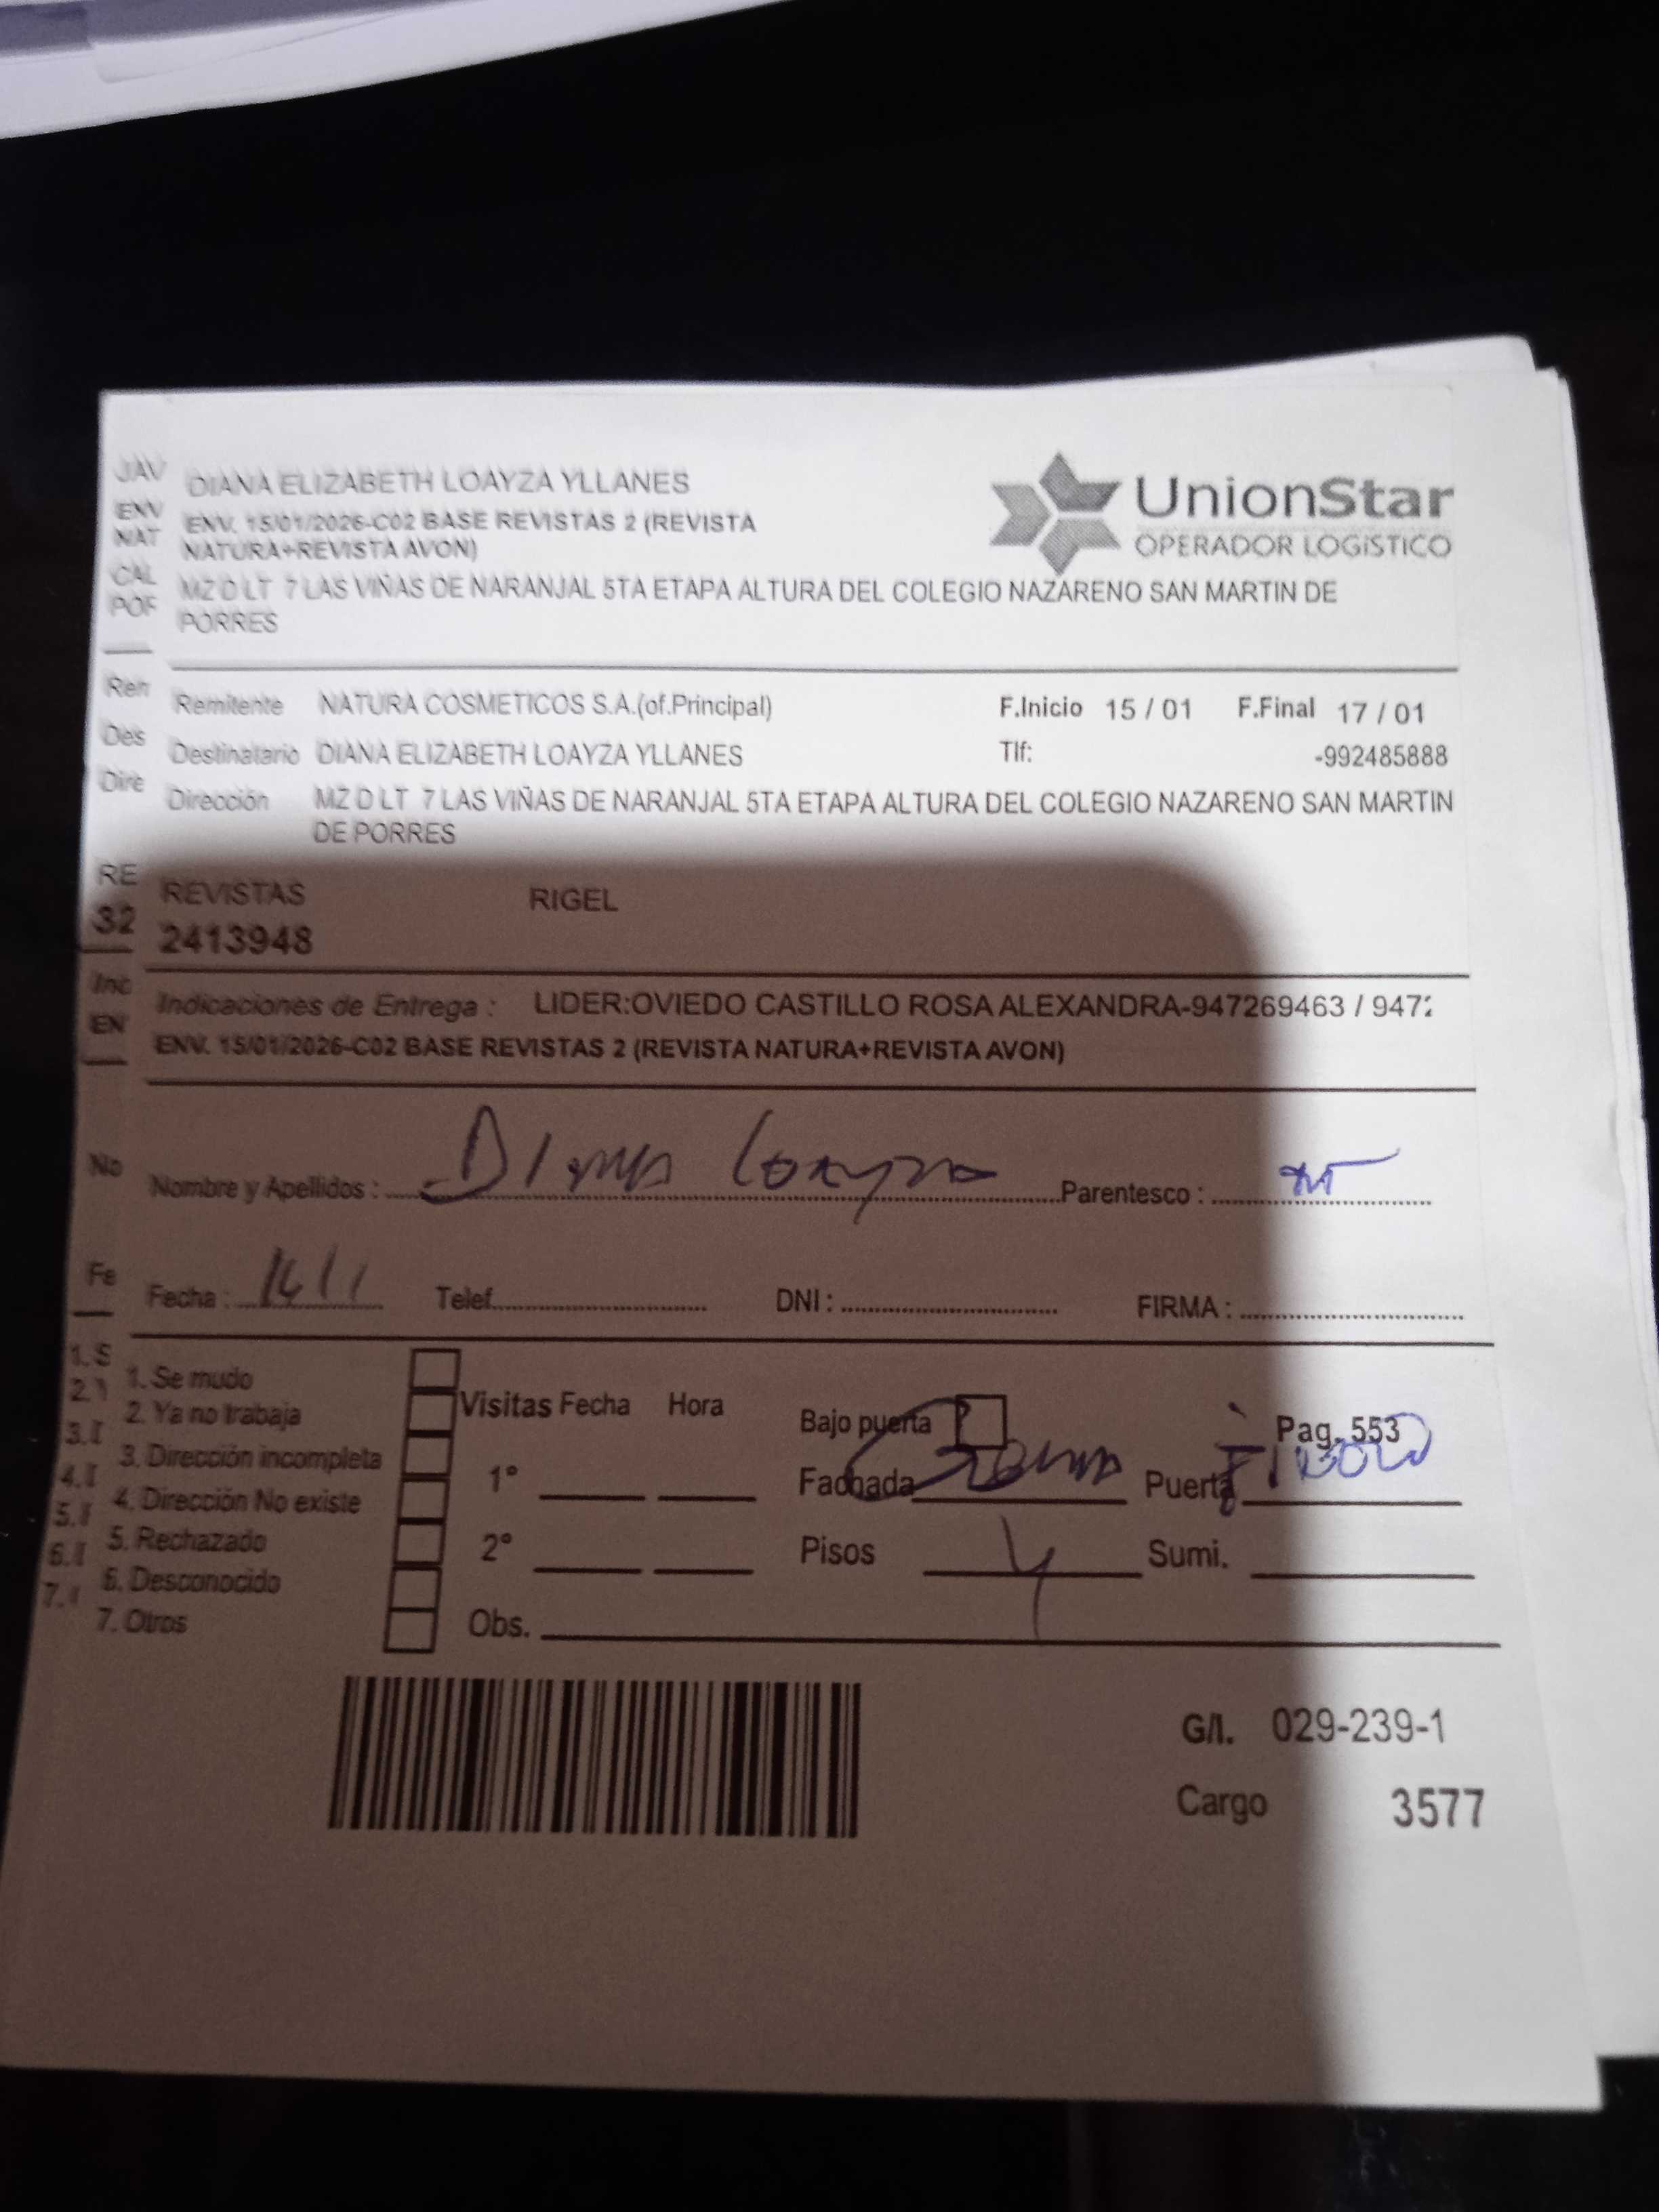 JAV
DIANA ELIZABETH LOAYZA YLLANES
UnionStar
OPERADOR LOGÍSTICO
ENV
ENV. 15/01/2026-C02 BASE REVISTAS 2 (REVISTA
NAT
NATURA+REVISTA AVON)
CAL
MZ D LT 7 LAS VIÑAS DE NARANJAL 5TA ETAPA ALTURA DEL COLEGIO NAZARENO SAN MARTIN DE
POR
PORRES
Rem
Remitente NATURA COSMETICOS S.A.(of.Principal) F.Inicio 15 / 01 F.Final 17 / 01
Des
Destinatario DIANA ELIZABETH LOAYZA YLLANES Tlf: -992485888
Dire
Dirección MZ D LT 7 LAS VIÑAS DE NARANJAL 5TA ETAPA ALTURA DEL COLEGIO NAZARENO SAN MARTIN
DE PORRES
RE
REVISTAS RIGEL
32
2413948
Inc
Indicaciones de Entrega : LIDER:OVIEDO CASTILLO ROSA ALEXANDRA-947269463 / 9472
EN
ENV. 15/01/2026-C02 BASE REVISTAS 2 (REVISTA NATURA+REVISTA AVON)
No
Nombre y Apellidos : Diana Loayza Parentesco :
Fe
Fecha : 16/1 Telef. DNI : FIRMA :
1. S
1. Se mudo
2. Y
2. Ya no trabaja
3. Dirección incompleta
4. Dirección No existe
5. Rechazado
6. Desconocido
7. Otros
Visitas Fecha Hora
1°
2°
Obs.
Bajo puerta Pag. 553
Fachada Crema Puerta
Pisos 4 Sumi.
G/I. 029-239-1
Cargo 3577